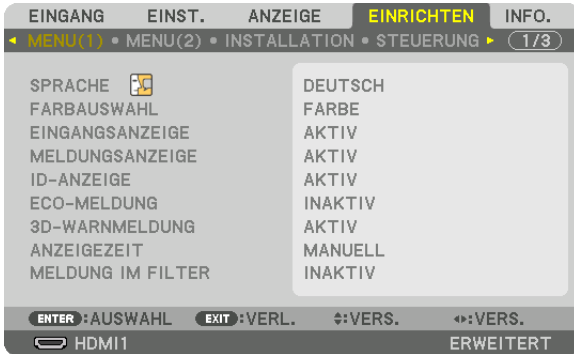 EINGANG EINST. ANZEIGE EINRICHTEN INFO.
MENU(1) • MENU(2) • INSTALLATION • STEUERUNG 1/3
SPRACHE DEUTSCH
FARBAUSWAHL FARBE
EINGANGSANZEIGE AKTIV
MELDUNGSANZEIGE AKTIV
ID-ANZEIGE AKTIV
ECO-MELDUNG INAKTIV
3D-WARNMELDUNG AKTIV
ANZEIGEZEIT MANUELL
MELDUNG IM FILTER INAKTIV
ENTER:AUSWAHL EXIT:VERL. :VERS. :VERS.
HDMI1 ERWEITERT